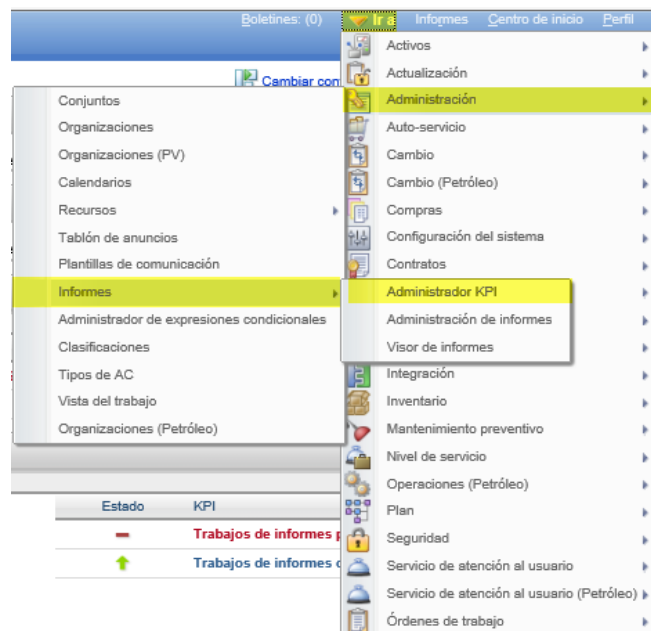 Boletines: (0)
Ir a
Informes
Centro de inicio
Perfil
Cambiar con
Activos
Actualización
Administración
Auto-servicio
Cambio
Cambio (Petróleo)
Compras
Configuración del sistema
Contratos
Conjuntos
Organizaciones
Organizaciones (PV)
Calendarios
Recursos
Tablón de anuncios
Plantillas de comunicación
Informes
Administrador de expresiones condicionales
Clasificaciones
Tipos de AC
Vista del trabajo
Organizaciones (Petróleo)
Administrador KPI
Administración de informes
Visor de informes
Integración
Inventario
Mantenimiento preventivo
Nivel de servicio
Operaciones (Petróleo)
Plan
Seguridad
Servicio de atención al usuario
Servicio de atención al usuario (Petróleo)
Órdenes de trabajo
Estado KPI
Trabajos de informes
Trabajos de informes